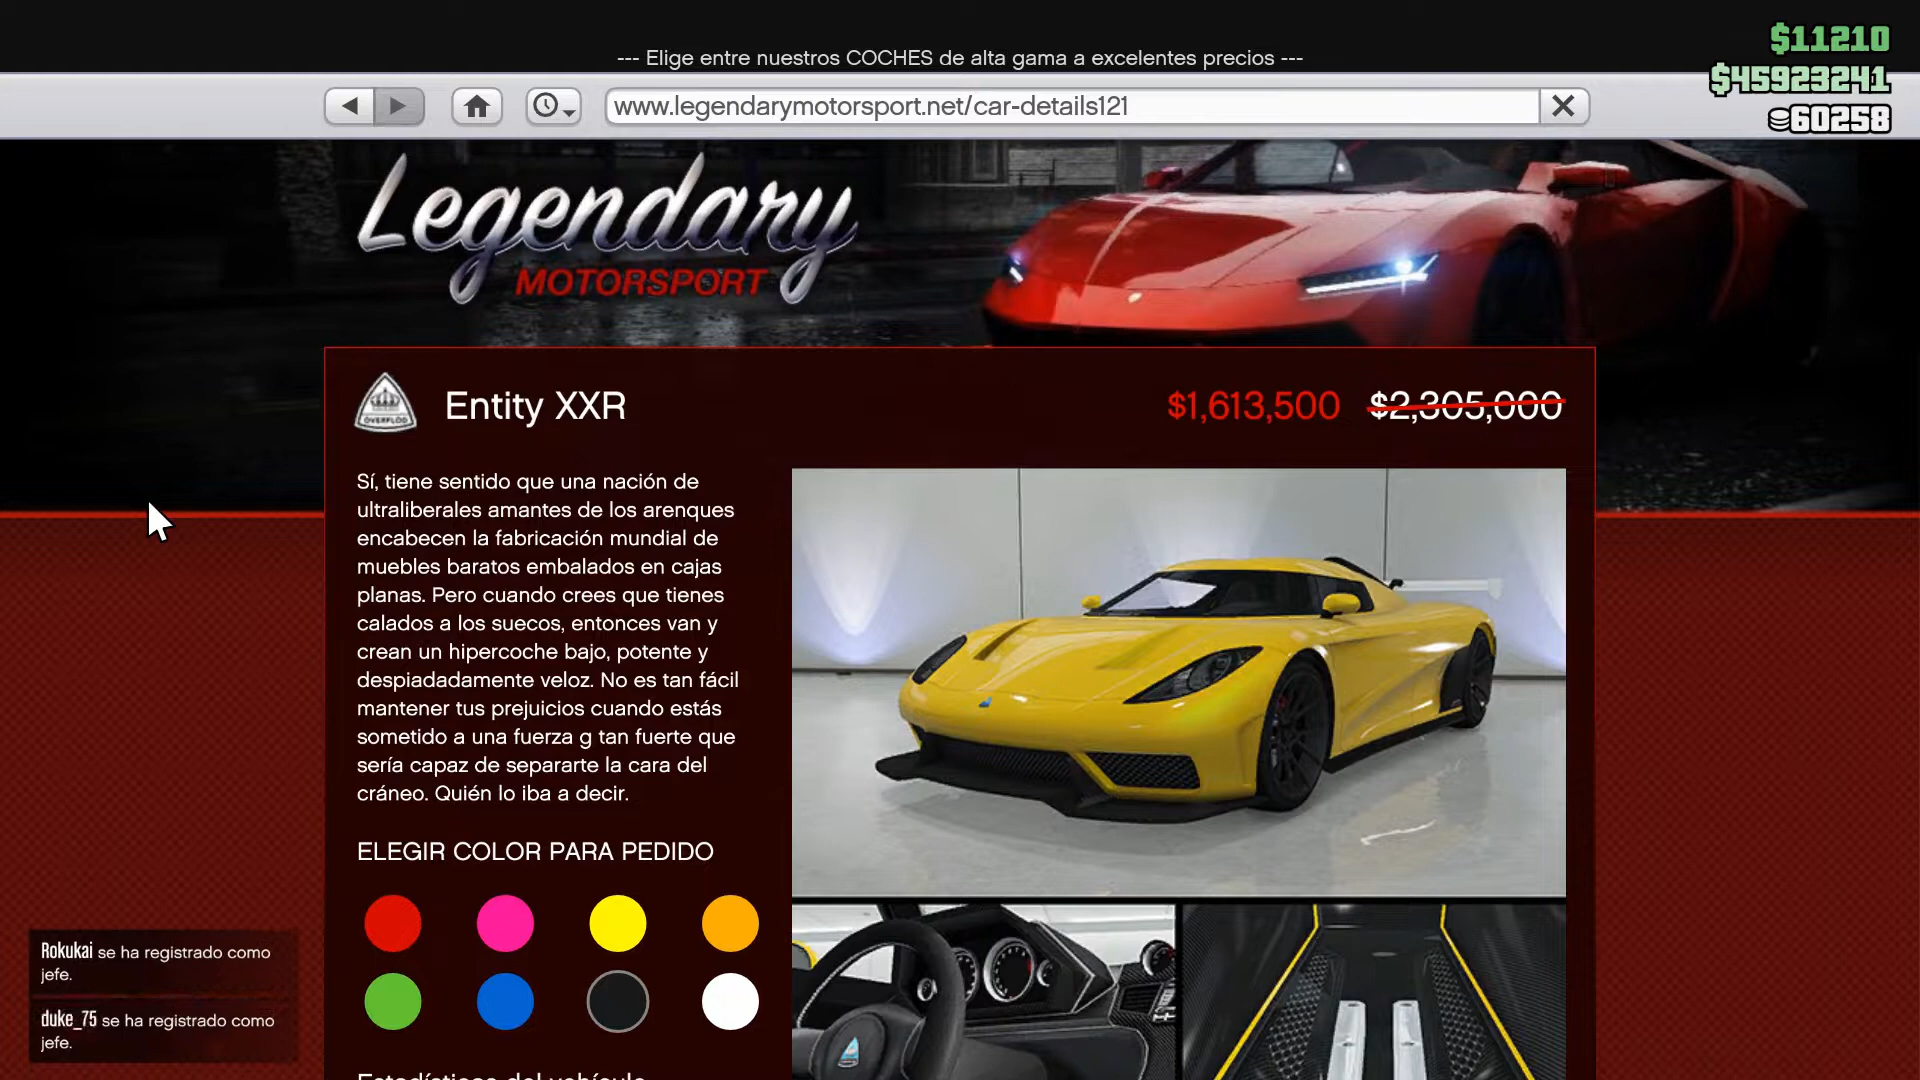 --- Elige entre nuestros COCHES de alta gama a excelentes precios ---
$11210
$45923241
60258
www.legendarymotorsport.net/car-details121
Legendary
MOTORSPORT
ÖVERFLÖD
Entity XXR
$1,613,500 $2,305,000
Sí, tiene sentido que una nación de
ultraliberales amantes de los arenques
encabecen la fabricación mundial de
muebles baratos embalados en cajas
planas. Pero cuando crees que tienes
calados a los suecos, entonces van y
crean un hipercoche bajo, potente y
despiadadamente veloz. No es tan fácil
mantener tus prejuicios cuando estás
sometido a una fuerza g tan fuerte que
sería capaz de separarte la cara del
cráneo. Quién lo iba a decir.
ELEGIR COLOR PARA PEDIDO
Estadísticas del vehículo
Rokukai se ha registrado como
jefe.
duke_75 se ha registrado como
jefe.